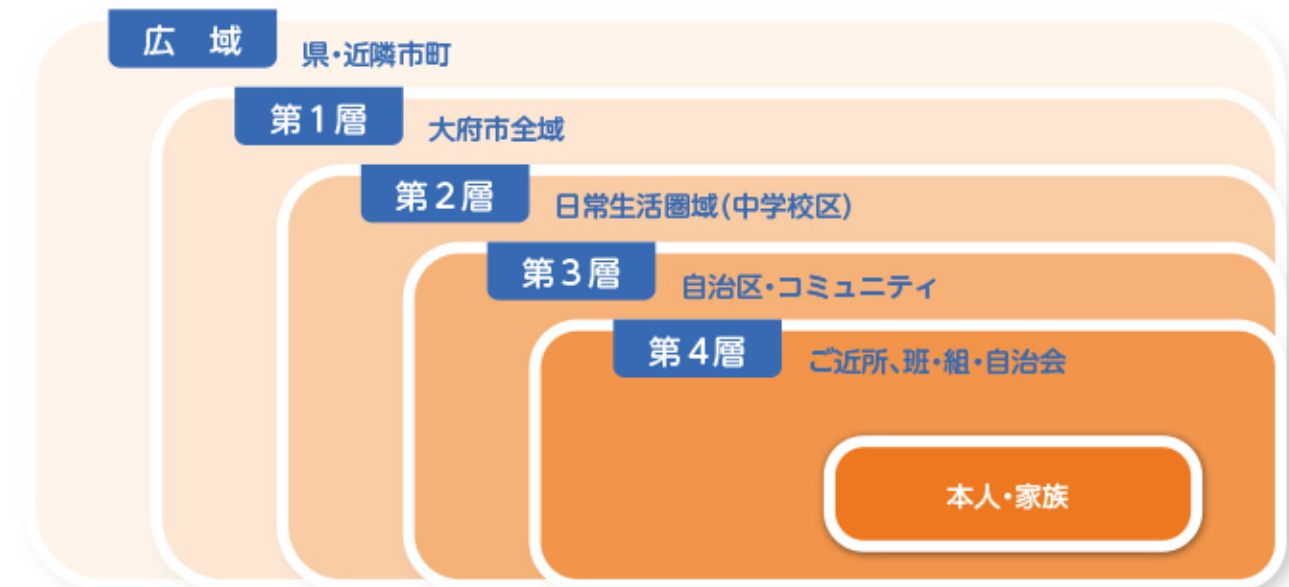 広　域
県・近隣市町
第1層
大府市全域
第2層
日常生活圏域(中学校区)
第3層
自治区・コミュニティ
第4層
ご近所、班・組・自治会
本人・家族